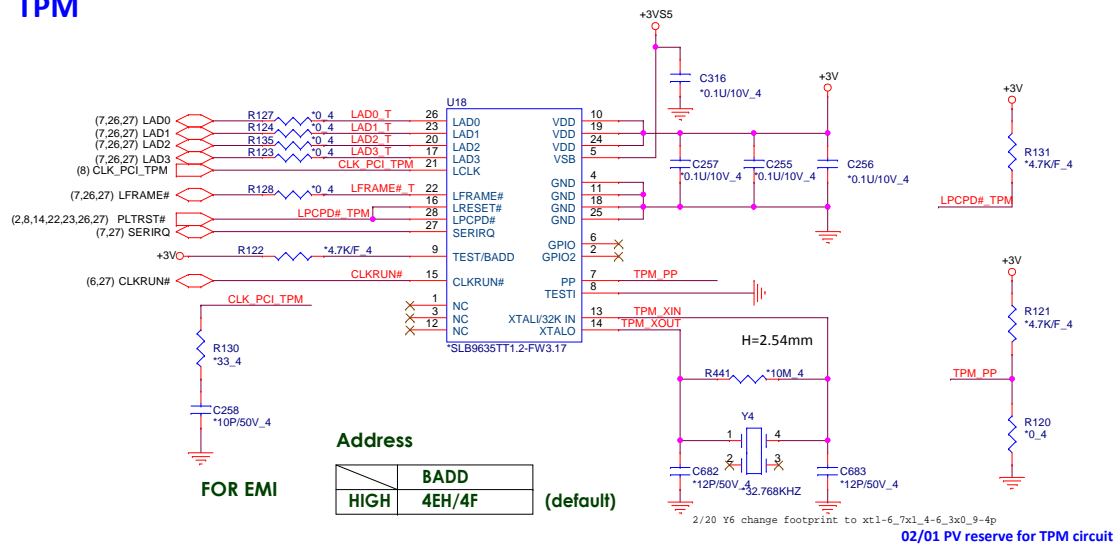 TPM
+3VS5
C316
*0.1U/10V_4
+3V
+3V
U18
(7,26,27) LAD0 R127 *0_4 LAD0_T 26 LAD0 VDD 10
(7,26,27) LAD1 R124 *0_4 LAD1_T 23 LAD1 VDD 19
(7,26,27) LAD2 R135 *0_4 LAD2_T 20 LAD2 VDD 24
(7,26,27) LAD3 R123 *0_4 LAD3_T 17 LAD3 VSB 5
(8) CLK_PCI_TPM CLK_PCI_TPM 21 LCLK
C257 *0.1U/10V_4
C255 *0.1U/10V_4
C256 *0.1U/10V_4
R131
*4.7K/F_4
GND 4
(7,26,27) LFRAME# R128 *0_4 LFRAME#_T 22 LFRAME# GND 11
16 LRESET# GND 18
(2,8,14,22,23,26,27) PLTRST# LPCPD#_TPM 28 LPCPD# GND 25
(7,27) SERIRQ 27 SERIRQ
LPCPD#_TPM
GPIO 6
+3V R122 *4.7K/F_4 9 TEST/BADD GPIO2 2
+3V
(6,27) CLKRUN# CLKRUN# 15 CLKRUN# PP 7 TPM_PP
TESTI 8
CLK_PCI_TPM
1 NC
3 NC XTALI/32K IN 13 TPM_XIN
12 NC XTALO 14 TPM_XOUT
*SLB9635TT1.2-FW3.17
R121
*4.7K/F_4
H=2.54mm
R130
*33_4
R441 *10M_4
TPM_PP
C258
*10P/50V_4
Y4
1 4
2 3
R120
*0_4
C682
*12P/50V_4
*32.768KHZ
C683
*12P/50V_4
Address
BADD
HIGH 4EH/4F (default)
FOR EMI
2/20 Y6 change footprint to xtl-6_7x1_4-6_3x0_9-4p
02/01 PV reserve for TPM circuit